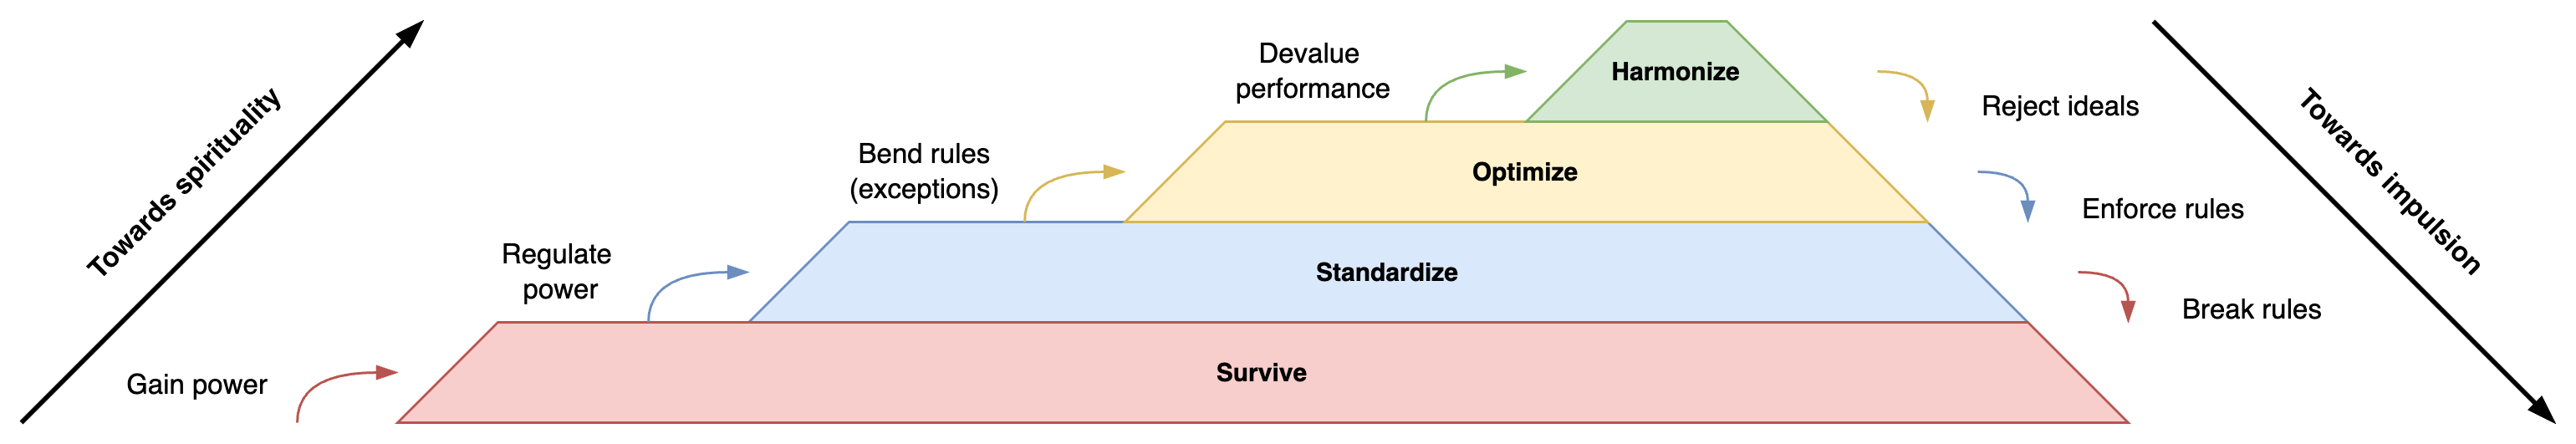 Towards spirituality
Devalue
performance
Harmonize
Reject ideals
Towards impulsion
Bend rules
(exceptions)
Optimize
Enforce rules
Regulate
power
Standardize
Break rules
Gain power
Survive